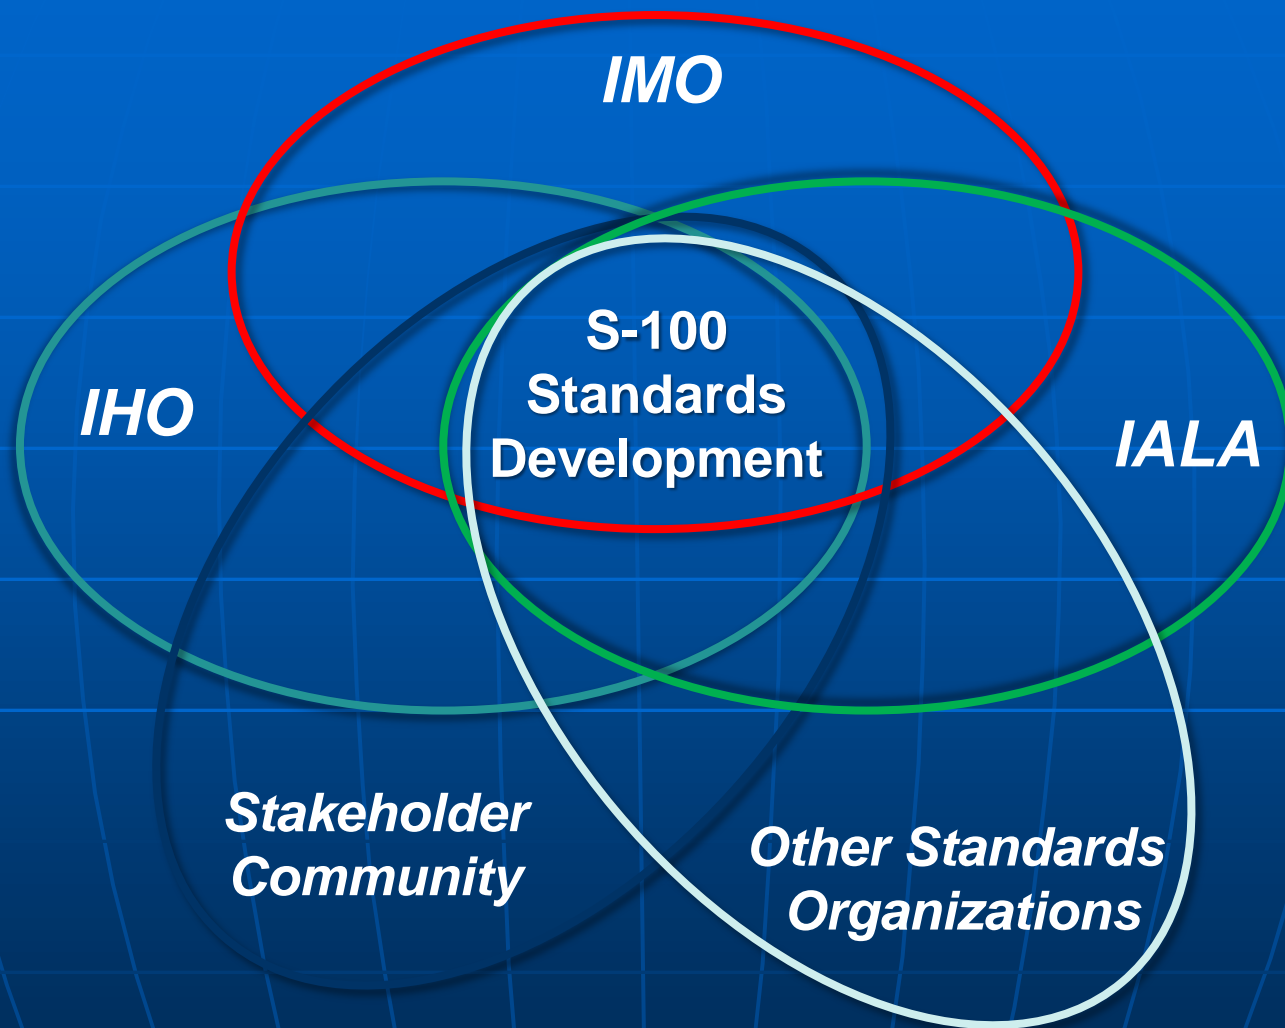 IMO
S-100
Standards
Development
IHO
IALA
Stakeholder
Community
Other Standards
Organizations